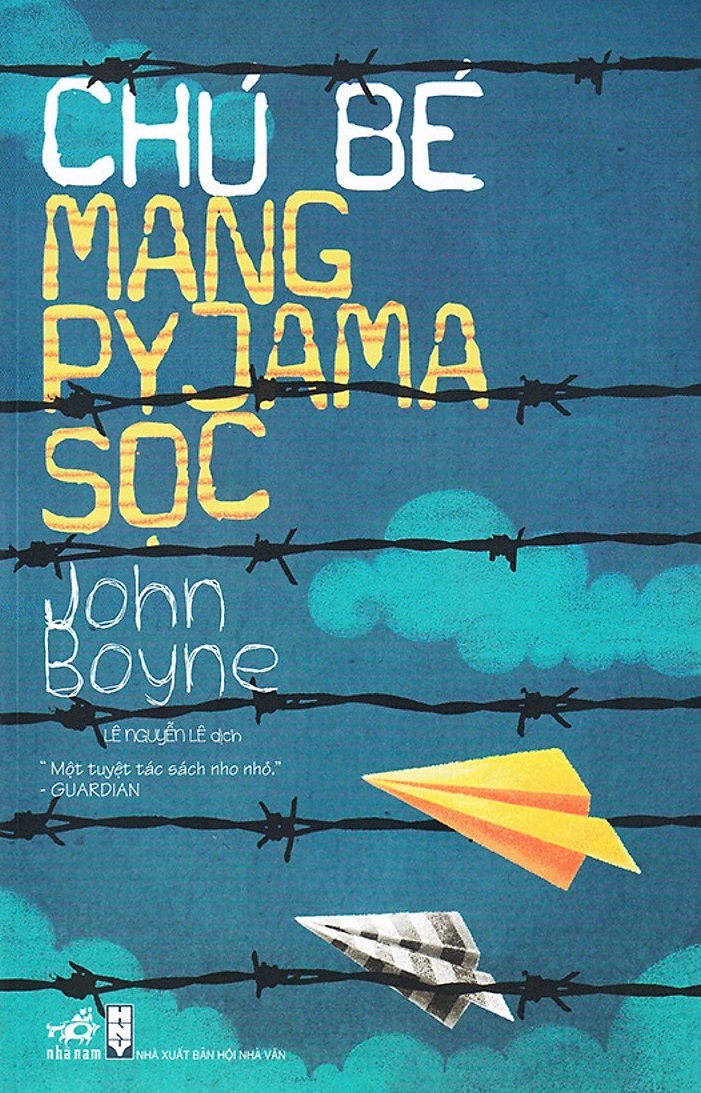 CHÚ BÉ
MANG
PYJAMA
SỌC
John
Boyne
LÊ NGUYỄN LÊ dịch
“ Một tuyệt tác sách nho nhỏ.”
- GUARDIAN
nhã nam
HNV
NHÀ XUẤT BẢN HỘI NHÀ VĂN